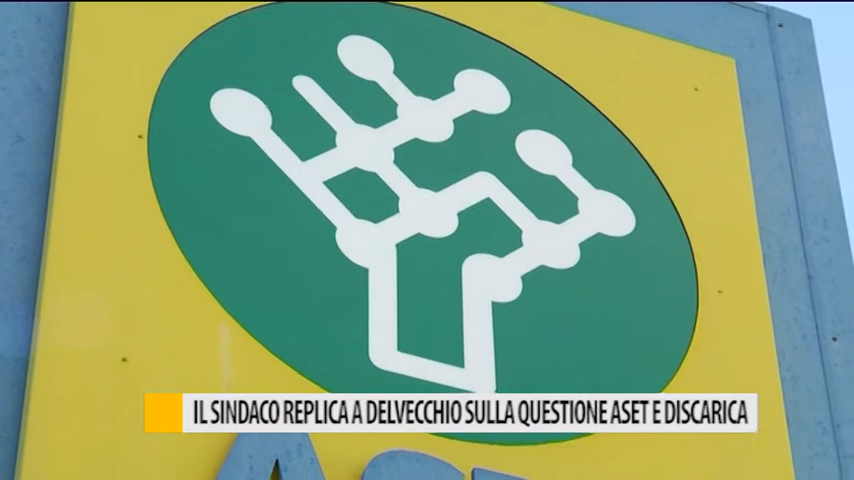 IL SINDACO REPLICA A DELVECCHIO SULLA QUESTIONE ASET E DISCARICA